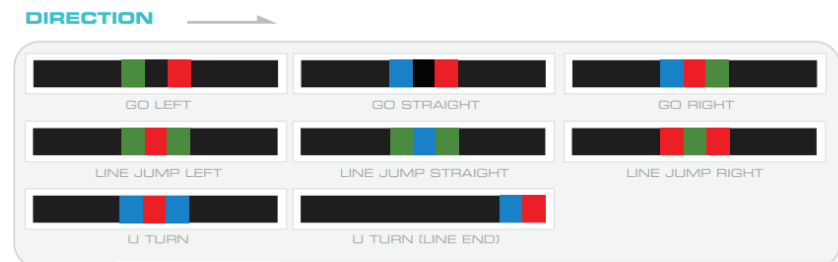 DIRECTION
GO LEFT
GO STRAIGHT
GO RIGHT
LINE JUMP LEFT
LINE JUMP STRAIGHT
LINE JUMP RIGHT
U TURN
U TURN (LINE END)